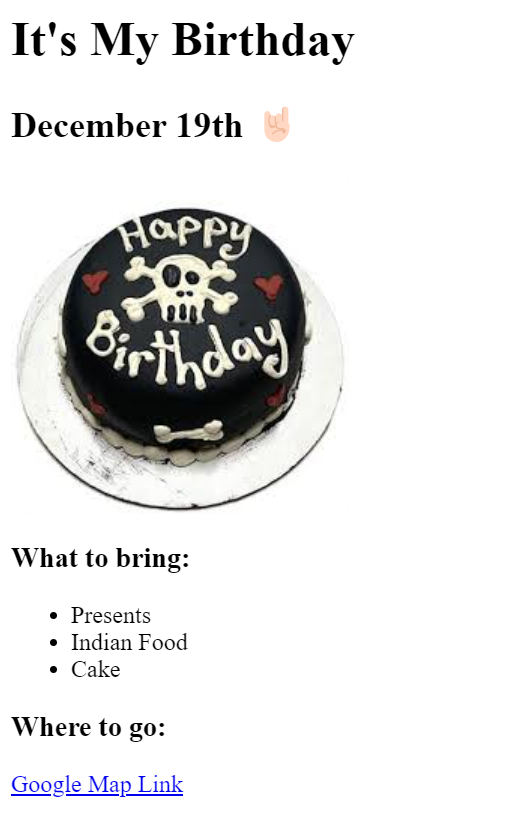 It's My Birthday
December 19th 🤘🏻
Happy
Birthday
What to bring:
Presents
Indian Food
Cake
Where to go:
Google Map Link